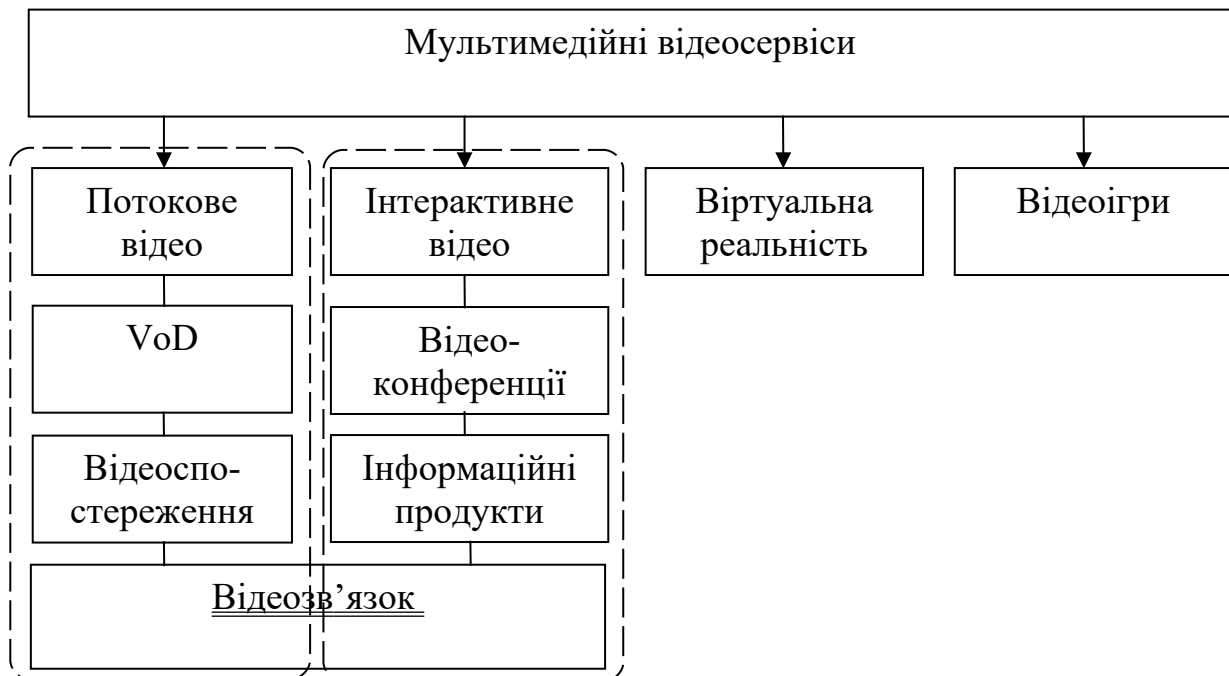 Мультимедійні відеосервіси
Потокове
відео
Інтерактивне
відео
Віртуальна
реальність
Відеоігри
VoD
Відео-
конференції
Відеоспо-
стереження
Інформаційні
продукти
Відеозв’язок